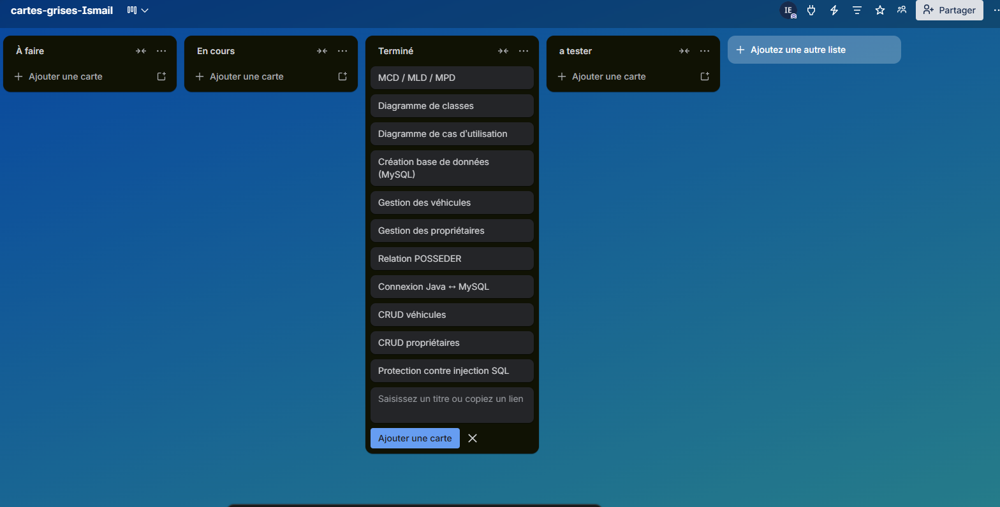 cartes-grises-Ismail
IE
Partager
À faire
Ajouter une carte
En cours
Ajouter une carte
Terminé
MCD / MLD / MPD
Diagramme de classes
Diagramme de cas d'utilisation
Création base de données
(MySQL)
Gestion des véhicules
Gestion des propriétaires
Relation POSSEDER
Connexion Java ↔ MySQL
CRUD véhicules
CRUD propriétaires
Protection contre injection SQL
Saisissez un titre ou copiez un lien
Ajouter une carte
a tester
Ajouter une carte
Ajoutez une autre liste